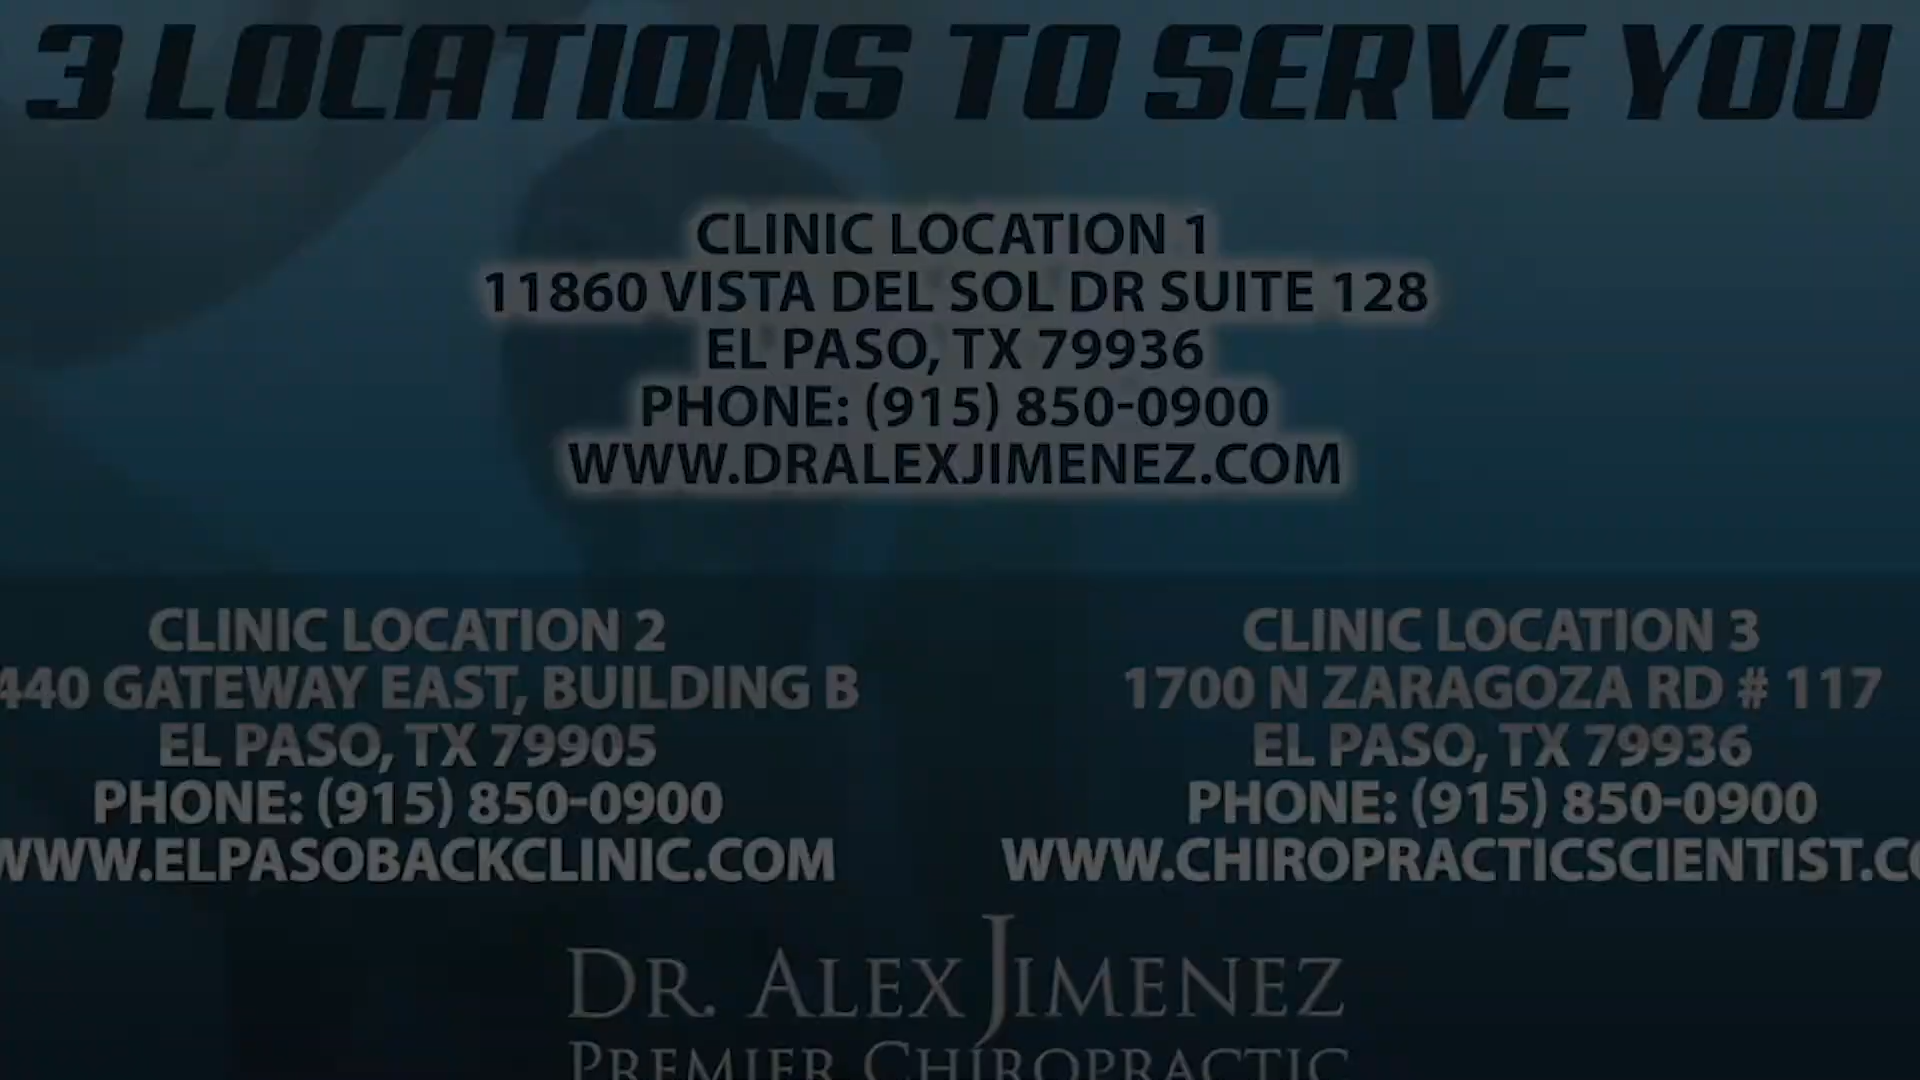 3 LOCATIONS TO SERVE YOU
CLINIC LOCATION 1
11860 VISTA DEL SOL DR SUITE 128
EL PASO, TX 79936
PHONE: (915) 850-0900
WWW.DRALEXJIMENEZ.COM
CLINIC LOCATION 2
440 GATEWAY EAST, BUILDING B
EL PASO, TX 79905
PHONE: (915) 850-0900
WWW.ELPASOBACKCLINIC.COM
CLINIC LOCATION 3
1700 N ZARAGOZA RD # 117
EL PASO, TX 79936
PHONE: (915) 850-0900
WWW.CHIROPRACTICSCIENTIST.CO
DR. ALEX JIMENEZ
PREMIER CHIROPRACTIC